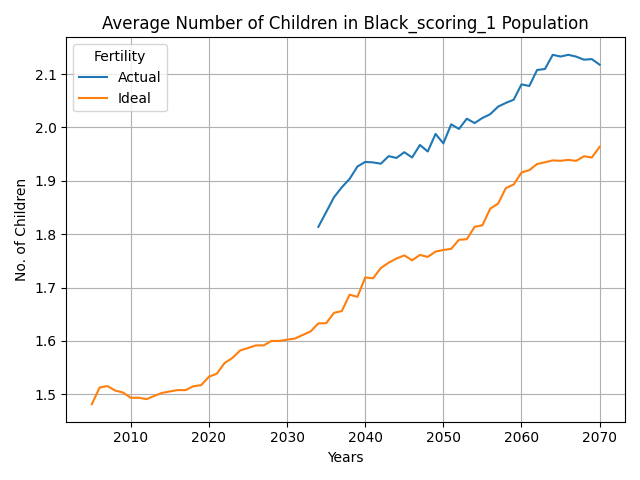 Average Number of Children in Black_scoring_1 Population
Fertility
Actual
Ideal
No. of Children
2.1
2.0
1.9
1.8
1.7
1.6
1.5
2010 2020 2030 2040 2050 2060 2070
Years